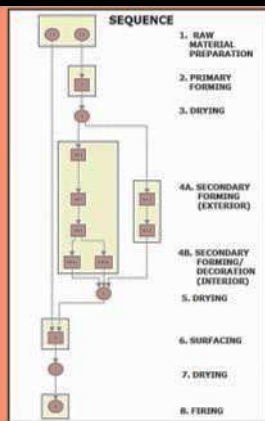 SEQUENCE
1. RAW
MATERIAL
PREPARATION
2. PRIMARY
FORMING
3. DRYING
4A. SECONDARY
FORMING
(EXTERIOR)
4B. SECONDARY
FORMING/
DECORATION
(INTERIOR)
5. DRYING
6. SURFACING
7. DRYING
8. FIRING